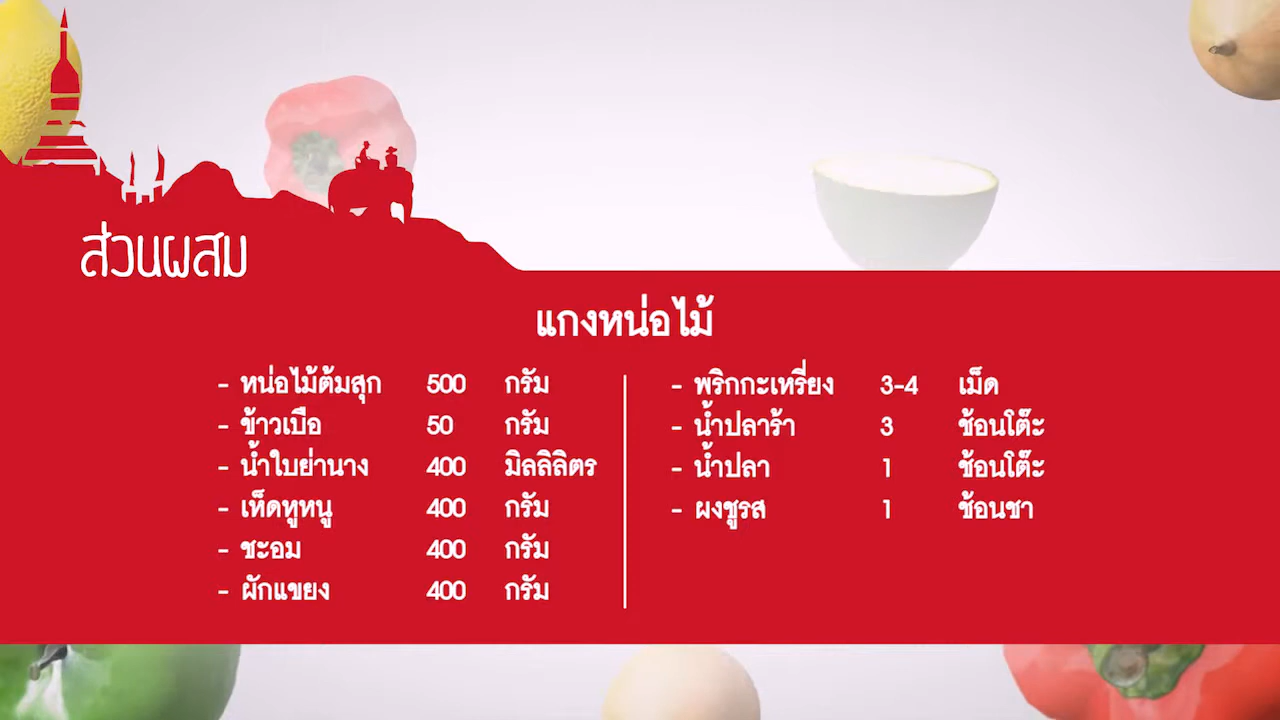 ส่วนผสม
แกงหน่อไม้
- หน่อไม้ต้มสุก 500 กรัม
- ข้าวเบือ 50 กรัม
- น้ำใบย่านาง 400 มิลลิลิตร
- เห็ดหูหนู 400 กรัม
- ชะอม 400 กรัม
- ผักแขยง 400 กรัม
- พริกกะเหรี่ยง 3-4 เม็ด
- น้ำปลาร้า 3 ช้อนโต๊ะ
- น้ำปลา 1 ช้อนโต๊ะ
- ผงชูรส 1 ช้อนชา